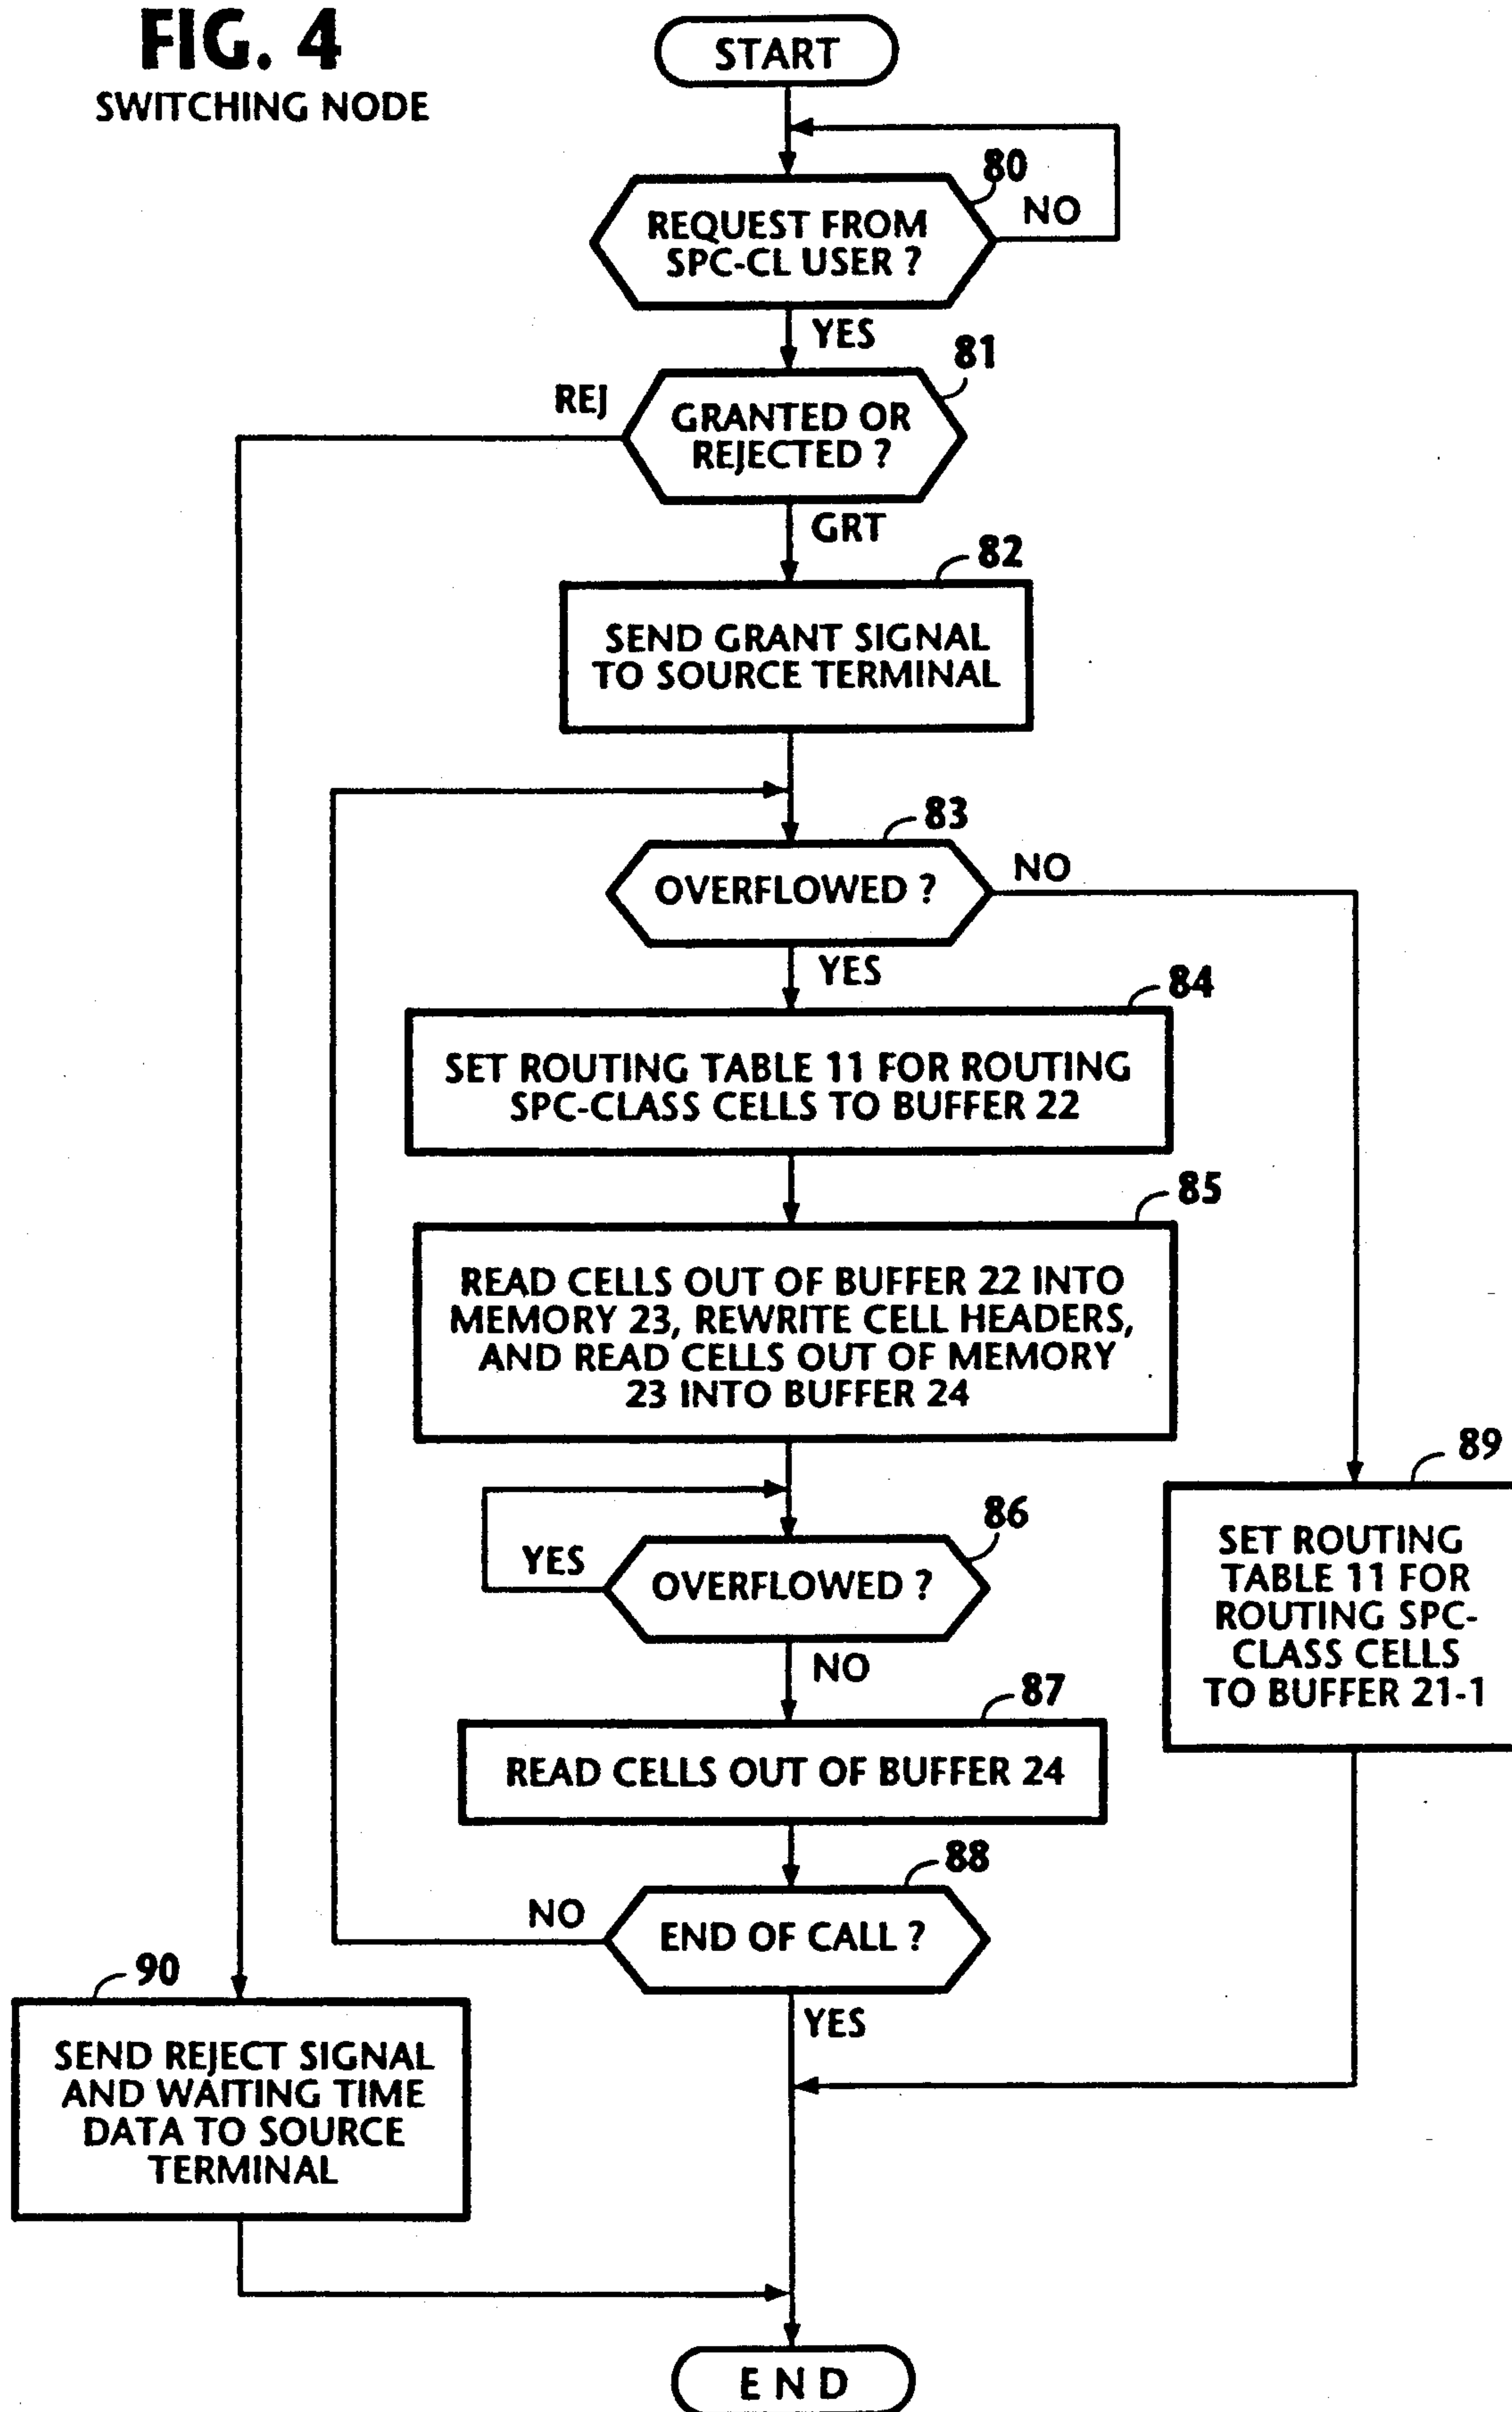 FIG. 4
SWITCHING NODE
START
80
REQUEST FROM
SPC-CL USER ?
NO
YES
81
REJ
GRANTED OR
REJECTED ?
GRT
82
SEND GRANT SIGNAL
TO SOURCE TERMINAL
83
OVERFLOWED ?
NO
YES
84
SET ROUTING TABLE 11 FOR ROUTING
SPC-CLASS CELLS TO BUFFER 22
85
READ CELLS OUT OF BUFFER 22 INTO
MEMORY 23, REWRITE CELL HEADERS,
AND READ CELLS OUT OF MEMORY
23 INTO BUFFER 24
86
YES
OVERFLOWED ?
NO
89
SET ROUTING
TABLE 11 FOR
ROUTING SPC-
CLASS CELLS
TO BUFFER 21-1
87
READ CELLS OUT OF BUFFER 24
88
NO
END OF CALL ?
YES
90
SEND REJECT SIGNAL
AND WAITING TIME
DATA TO SOURCE
TERMINAL
END